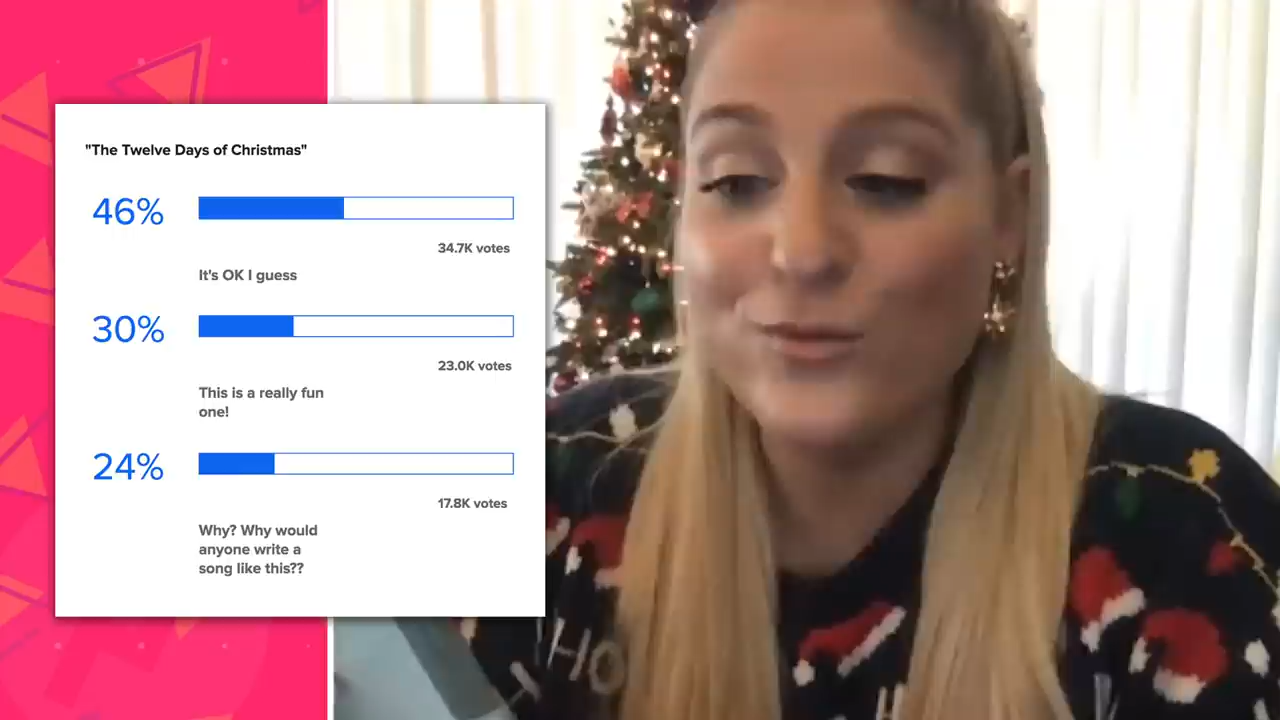 "The Twelve Days of Christmas"
46%
34.7K votes
It's OK I guess
30%
23.0K votes
This is a really fun
one!
24%
17.8K votes
Why? Why would
anyone write a
song like this??
HO